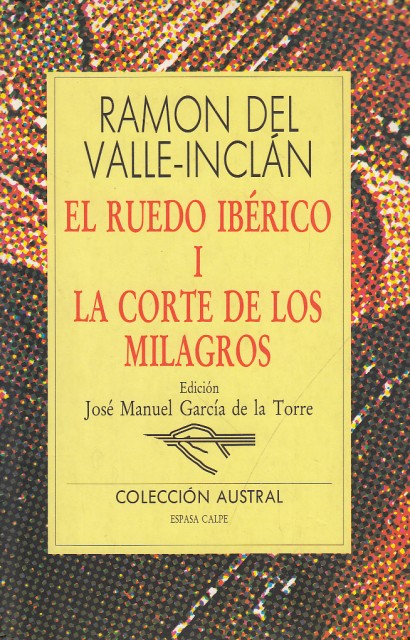 RAMON DEL
VALLE-INCLÁN
EL RUEDO IBÉRICO
I
LA CORTE DE LOS
MILAGROS
Edición
José Manuel García de la Torre
COLECCIÓN AUSTRAL
ESPASA CALPE